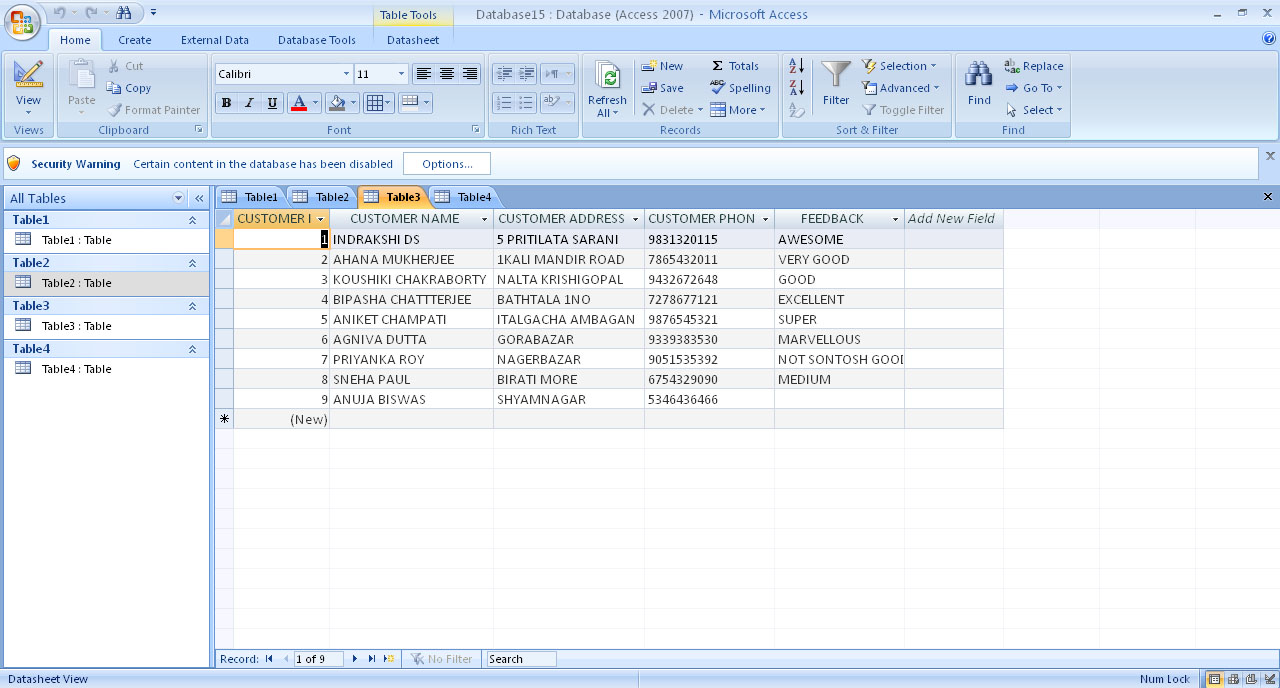 Table Tools Database15 : Database (Access 2007) - Microsoft Access
Home Create External Data Database Tools Datasheet
View Paste Cut Copy Format Painter
Calibri 11
B I U A
Refresh All New Save Delete Totals Spelling More
Filter Selection Advanced Toggle Filter
Find Replace Go To Select
Views Clipboard Font Rich Text Records Sort & Filter Find
Security Warning Certain content in the database has been disabled Options...
All Tables «
Table1
Table1 : Table
Table2
Table2 : Table
Table3
Table3 : Table
Table4
Table4 : Table
Table1 Table2 Table3 Table4
CUSTOMER I CUSTOMER NAME CUSTOMER ADDRESS CUSTOMER PHON FEEDBACK Add New Field
1 INDRAKSHI DS 5 PRITILATA SARANI 9831320115 AWESOME
2 AHANA MUKHERJEE 1KALI MANDIR ROAD 7865432011 VERY GOOD
3 KOUSHIKI CHAKRABORTY NALTA KRISHIGOPAL 9432672648 GOOD
4 BIPASHA CHATTTERJEE BATHTALA 1NO 7278677121 EXCELLENT
5 ANIKET CHAMPATI ITALGACHA AMBAGAN 9876545321 SUPER
6 AGNIVA DUTTA GORABAZAR 933938350 MARVELLOUS
7 PRIYANKA ROY NAGERBAZAR 9051535392 NOT SONTOSH GOOD
8 SNEHA PAUL BIRATI MORE 6754329090 MEDIUM
9 ANUJA BISWAS SHYAMNAGAR 5346436466
(New)
Record: 1 of 9 No Filter Search
Datasheet View Num Lock